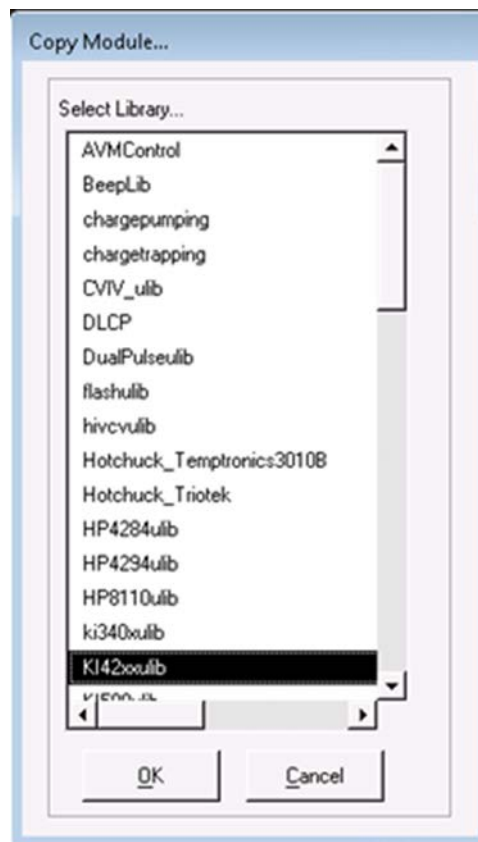 Copy Module...
Select Library...
AVMControl
BeepLib
chargepumping
chargetrapping
CVIV_ulib
DLCP
DualPulseulib
flashulib
hivcvulib
Hotchuck_Temptronics3010B
Hotchuck_Triotek
HP4284ulib
HP4294ulib
HP8110ulib
ki340xulib
KI42xxulib
OK
Cancel